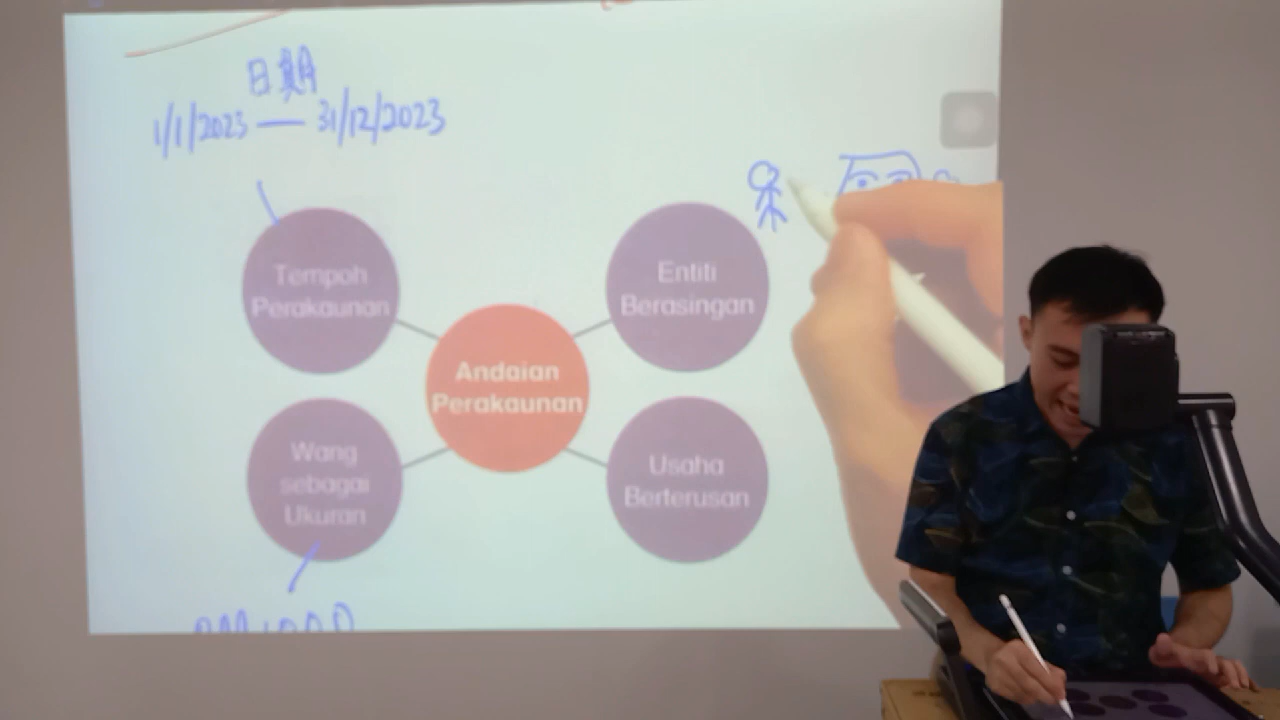 日期
1/1/2023 — 31/12/2023
Tempoh
Perakaunan
Entiti
Berasingan
Andaian
Perakaunan
Wang
sebagai
Ukuran
Usaha
Berterusan